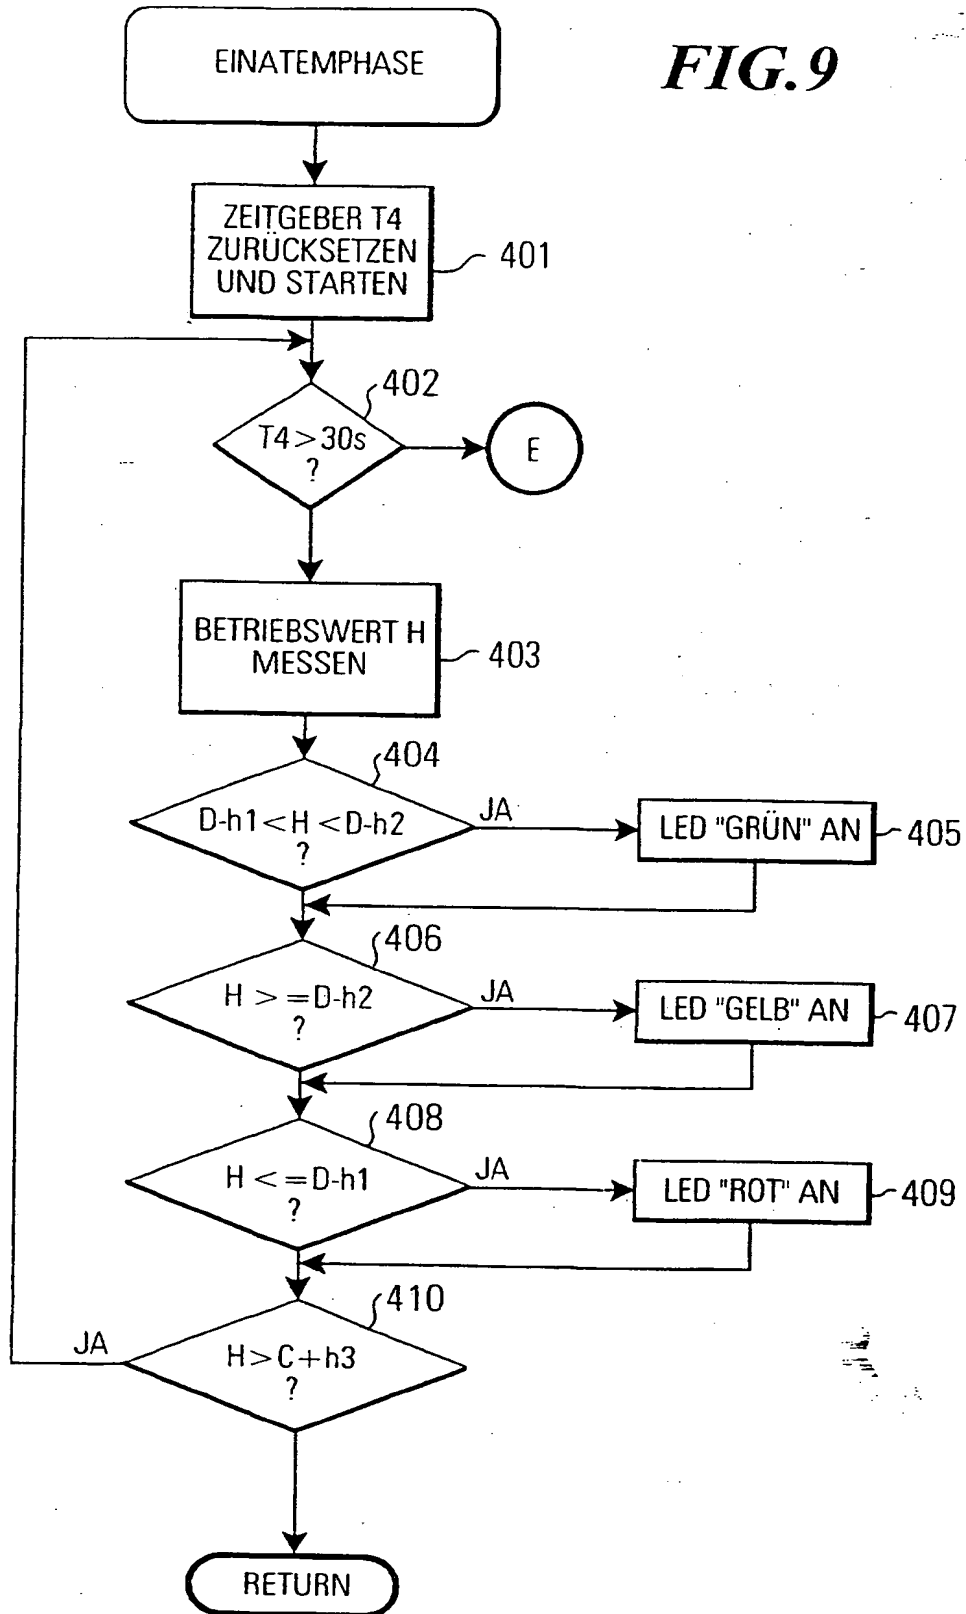 EINATEMPHASE
FIG.9
ZEITGEBER T4
ZURÜCKSETZEN
UND STARTEN
401
402
T4>30s
?
E
BETRIEBSWERT H
MESSEN
403
404
D-h1<H<D-h2
?
JA
LED "GRÜN" AN
405
406
H >=D-h2
?
JA
LED "GELB" AN
407
408
H <=D-h1
?
JA
LED "ROT" AN
409
410
JA
H>C+h3
?
RETURN